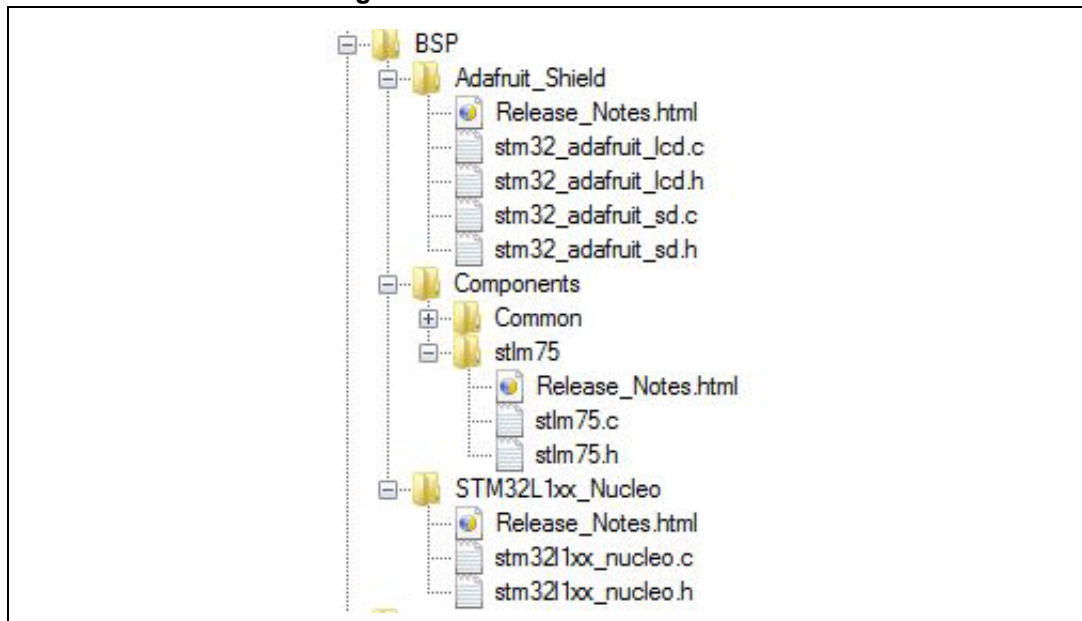 BSP
Adafruit_Shield
Release_Notes.html
stm32_adafruit_lcd.c
stm32_adafruit_lcd.h
stm32_adafruit_sd.c
stm32_adafruit_sd.h
Components
Common
stlm75
Release_Notes.html
stlm75.c
stlm75.h
STM32L1xx_Nucleo
Release_Notes.html
stm32l1xx_nucleo.c
stm32l1xx_nucleo.h